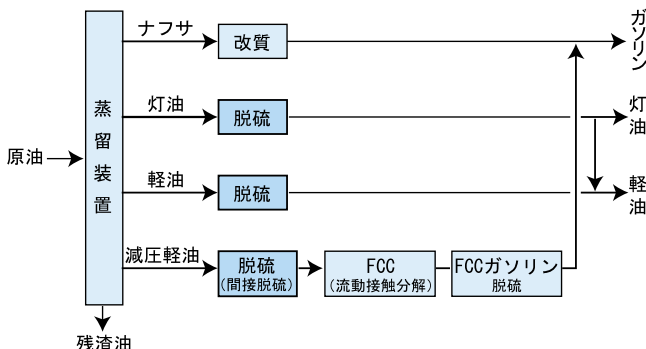 ナフサ
改質
ガソリン
灯油
脱硫
灯油
原油
蒸留装置
軽油
脱硫
軽油
減圧軽油
脱硫
(間接脱硫)
FCC
(流動接触分解)
FCCガソリン
脱硫
残渣油